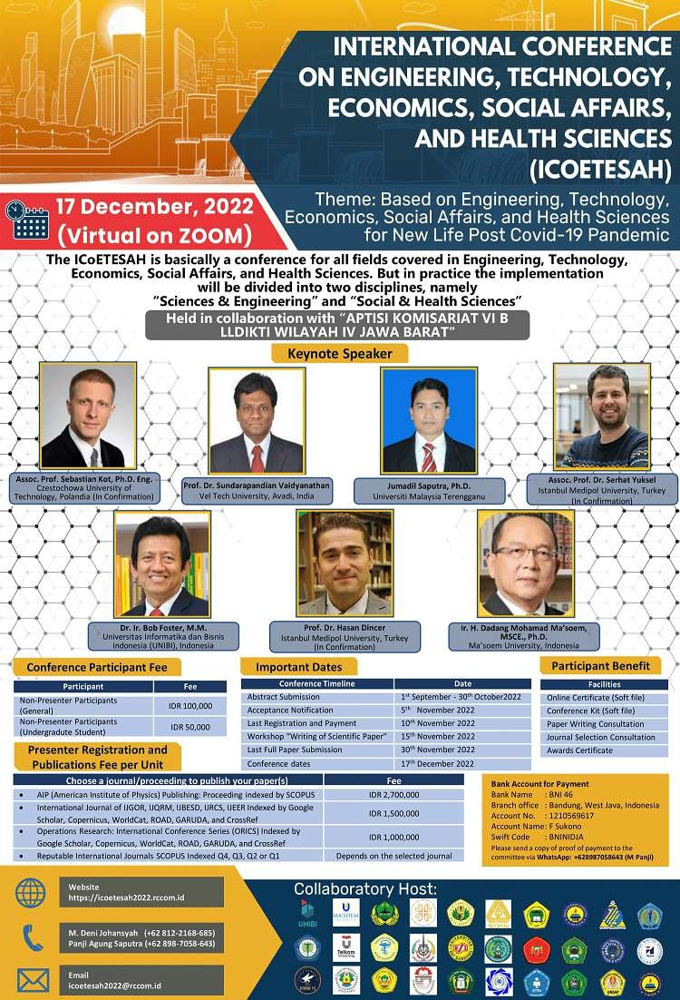 INTERNATIONAL CONFERENCE
ON ENGINEERING, TECHNOLOGY,
ECONOMICS, SOCIAL AFFAIRS,
AND HEALTH SCIENCES
(ICOETESAH)
17 December, 2022
(Virtual on ZOOM)
Theme: Based on Engineering, Technology,
Economics, Social Affairs, and Health Sciences
for New Life Post Covid-19 Pandemic
The ICoETESAH is basically a conference for all fields covered in Engineering, Technology,
Economics, Social Affairs, and Health Sciences. But in practice the implementation
will be divided into two disciplines, namely
“Sciences & Engineering” and “Social & Health Sciences”
Held in collaboration with “APTISI KOMISARIAT VI B
LLDIKTI WILAYAH IV JAWA BARAT"
Keynote Speaker
Assoc. Prof. Sebastian Kot, Ph.D. Eng.
Czestochowa University of
Technology, Polandia (In Confirmation)
Prof. Dr. Sundarapandian Vaidyanathan
Vel Tech University, Avadi, India
Jumadil Saputra, Ph.D.
Universiti Malaysia Terengganu
Assoc. Prof. Dr. Serhat Yuksel
Istanbul Medipol University, Turkey
(In Confirmation)
Dr. Ir. Bob Foster, M.M.
Universitas Informatika dan Bisnis
Indonesia (UNIBI), Indonesia
Prof. Dr. Hasan Dincer
Istanbul Medipol University, Turkey
(In Confirmation)
Ir. H. Dadang Mohamad Ma’soem,
MSCE., Ph.D.
Ma’soem University, Indonesia
Conference Participant Fee
Participant Fee
Non-Presenter Participants
(General) IDR 100,000
Non-Presenter Participants
(Undergraduate Student) IDR 50,000
Important Dates
Conference Timeline Date
Abstract Submission 1st September - 30th October2022
Acceptance Notification 5th November 2022
Last Registration and Payment 10th November 2022
Workshop “Writing of Scientific Paper” 15th November 2022
Last Full Paper Submission 30th November 2022
Conference dates 17th December 2022
Participant Benefit
Facilities
Online Certificate (Soft file)
Conference Kit (Soft file)
Paper Writing Consultation
Journal Selection Consultation
Awards Certificate
Presenter Registration and
Publications Fee per Unit
Choose a journal/proceeding to publish your paper(s) Fee
• AIP (American Institute of Physics) Publishing: Proceeding indexed by SCOPUS IDR 2,700,000
• International Journal of IJGOR, IJQRM, IJBESD, IJRCS, IJEER Indexed by Google
Scholar, Copernicus, WorldCat, ROAD, GARUDA, and CrossRef IDR 1,500,000
• Operations Research: International Conference Series (ORICS) Indexed by
Google Scholar, Copernicus, WorldCat, ROAD, GARUDA, and CrossRef IDR 1,000,000
• Reputable International Journals SCOPUS Indexed Q4, Q3, Q2 or Q1 Depends on the selected journal
Bank Account for Payment
Bank Name : BNI 46
Branch office : Bandung, West Java, Indonesia
Account No. : 1210569617
Account Name: F Sukono
Swift Code : BNINIDJA
Please send a copy of proof of payment to the
committee via WhatsApp: +628987058643 (M Panji)
Website
https://icoetesah2022.rccom.id
M. Deni Johansyah (+62 812-2168-685)
Panji Agung Saputra (+62 898-7058-643)
Email
icoetesah2022@rccom.id
Collaboratory Host:
UNIBI
MA'SOEM
Telkom
UNSAP